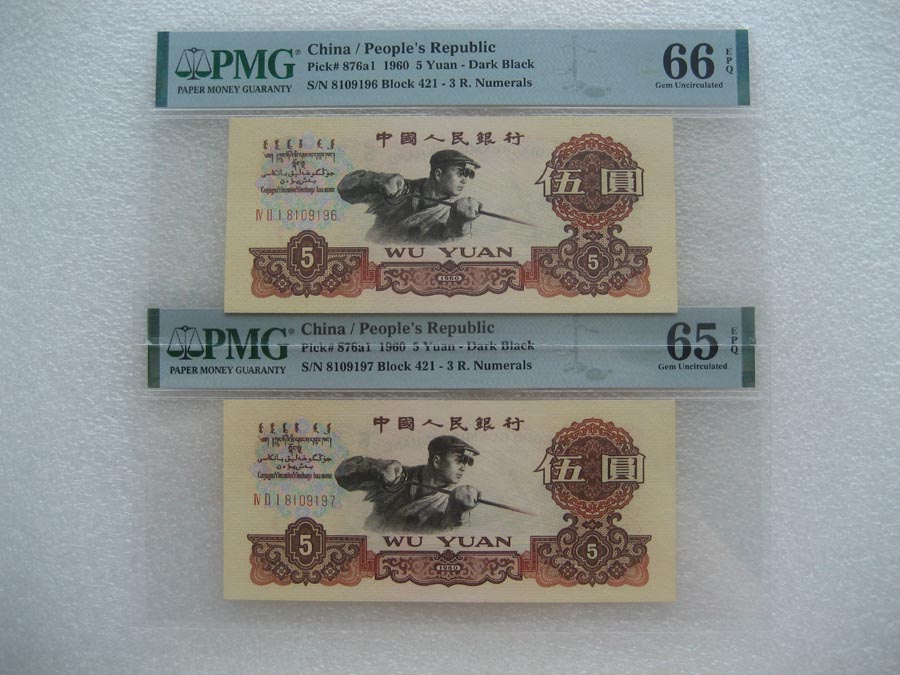 PMG®
PAPER MONEY GUARANTY
China / People's Republic
Pick# 876a1 1960 5 Yuan - Dark Black
S/N 8109196 Block 421 - 3 R. Numerals
66
EPQ
Gem Uncirculated
中國人民銀行
伍圓
Ⅳ Ⅱ Ⅰ 8109196
WU YUAN
5
1960
5
PMG®
PAPER MONEY GUARANTY
China / People's Republic
Pick# 876a1 1960 5 Yuan - Dark Black
S/N 8109197 Block 421 - 3 R. Numerals
65
EPQ
Gem Uncirculated
中國人民銀行
伍圓
Ⅳ Ⅱ Ⅰ 8109197
WU YUAN
5
1960
5